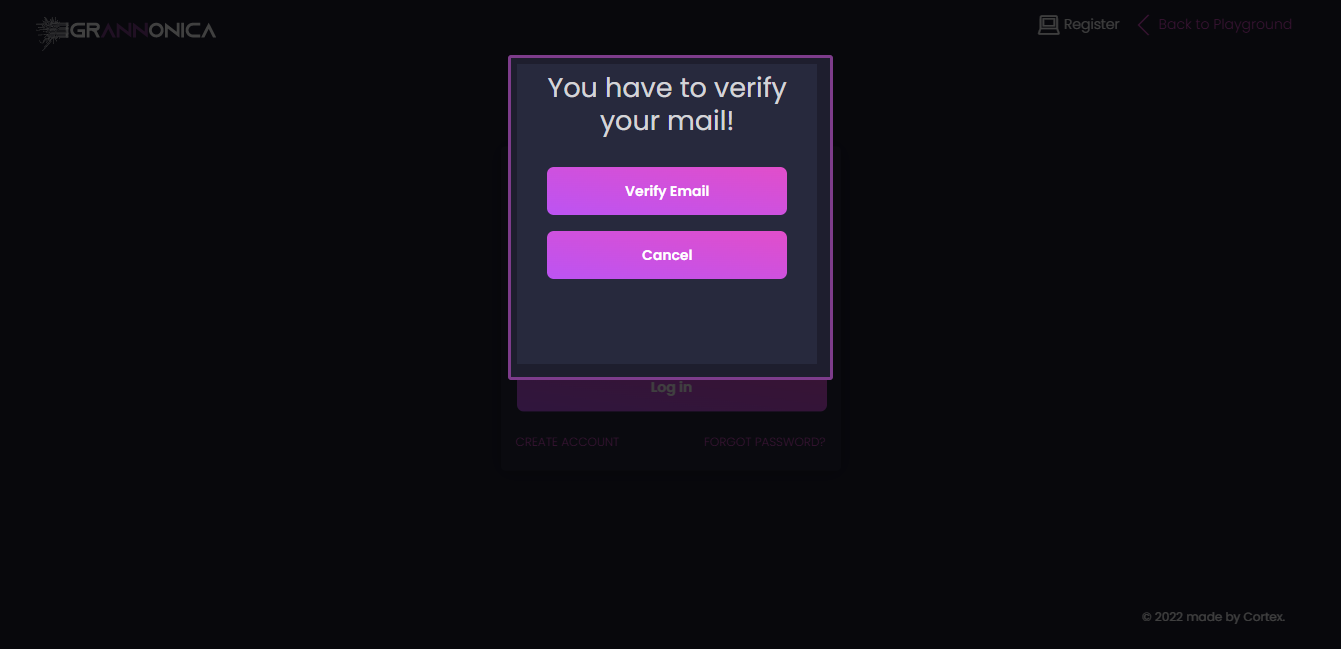 IGRANNONICA
Register
Back to Playground
You have to verify
your mail!
Verify Email
Cancel
Log in
CREATE ACCOUNT
FORGOT PASSWORD?
© 2022 made by Cortex.